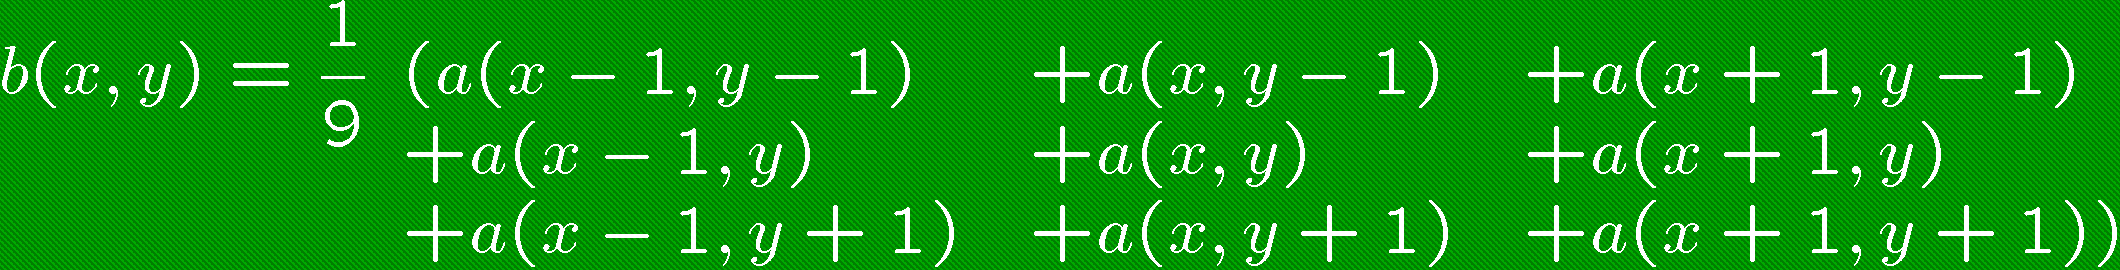 b(x, y) = 1/9 (a(x − 1, y − 1) +a(x, y − 1) +a(x + 1, y − 1)
+a(x − 1, y) +a(x, y) +a(x + 1, y)
+a(x − 1, y + 1) +a(x, y + 1) +a(x + 1, y + 1))